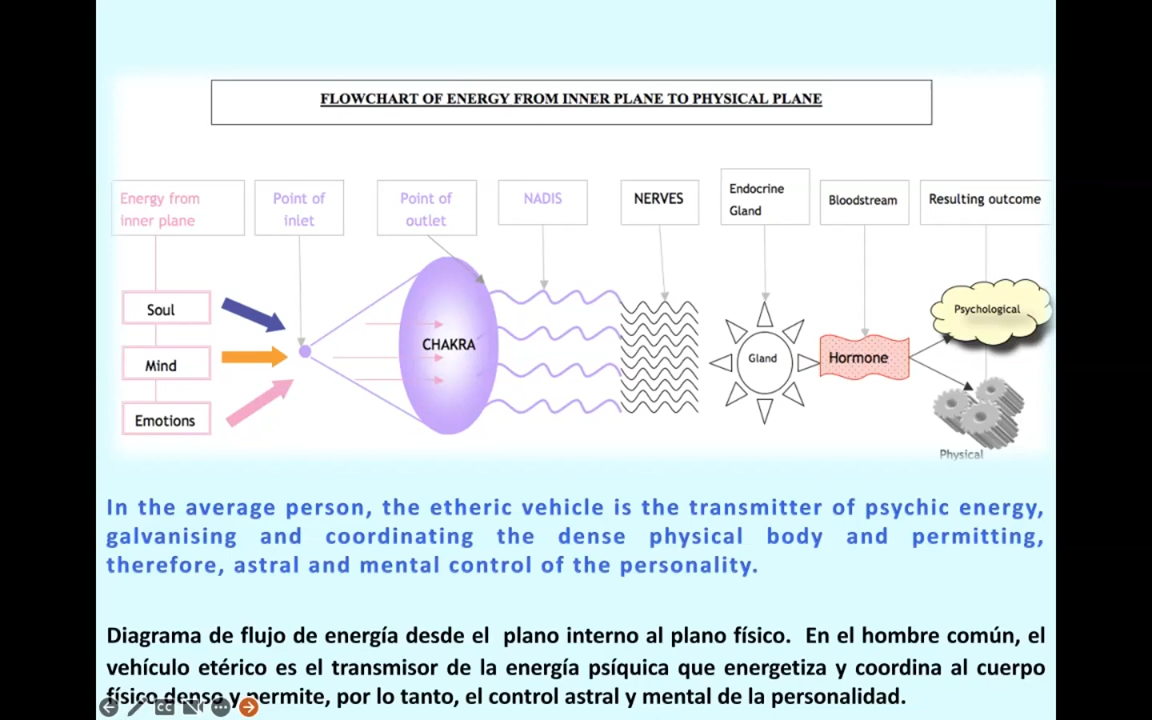 FLOWCHART OF ENERGY FROM INNER PLANE TO PHYSICAL PLANE
Energy from
inner plane
Point of
inlet
Point of
outlet
NADIS
NERVES
Endocrine
Gland
Bloodstream
Resulting outcome
Soul
Mind
Emotions
CHAKRA
Gland
Hormone
Psychological
Physical
In the average person, the etheric vehicle is the transmitter of psychic energy,
galvanising and coordinating the dense physical body and permitting,
therefore, astral and mental control of the personality.
Diagrama de flujo de energía desde el plano interno al plano físico. En el hombre común, el
vehículo etérico es el transmisor de la energía psíquica que energetiza y coordina al cuerpo
físico denso y permite, por lo tanto, el control astral y mental de la personalidad.
CC